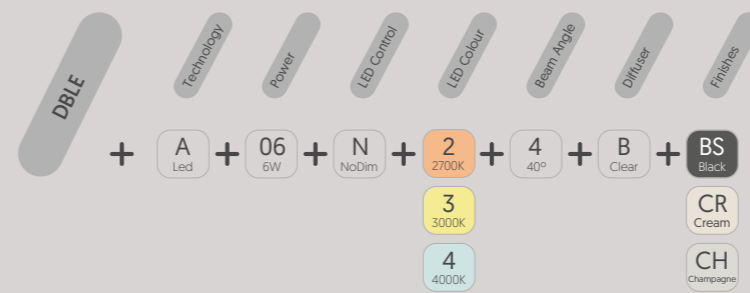 DBLE
Technology
Power
LED Control
LED Colour
Beam Angle
Diffuser
Finishes
+ A + 06 + N + 2 + 4 + B + BS
Led 6W NoDim 2700K 40º Clear Black
3 CR
3000K Cream
4 CH
4000K Champagne